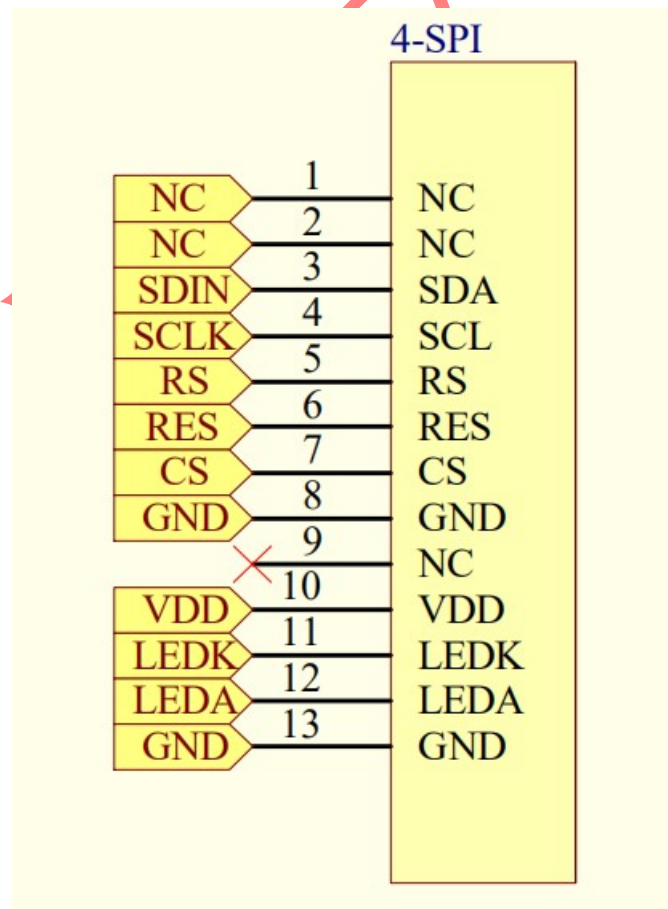 4-SPI
NC 1 NC
NC 2 NC
SDIN 3 SDA
SCLK 4 SCL
RS 5 RS
RES 6 RES
CS 7 CS
GND 8 GND
9 NC
VDD 10 VDD
LEDK 11 LEDK
LEDA 12 LEDA
GND 13 GND